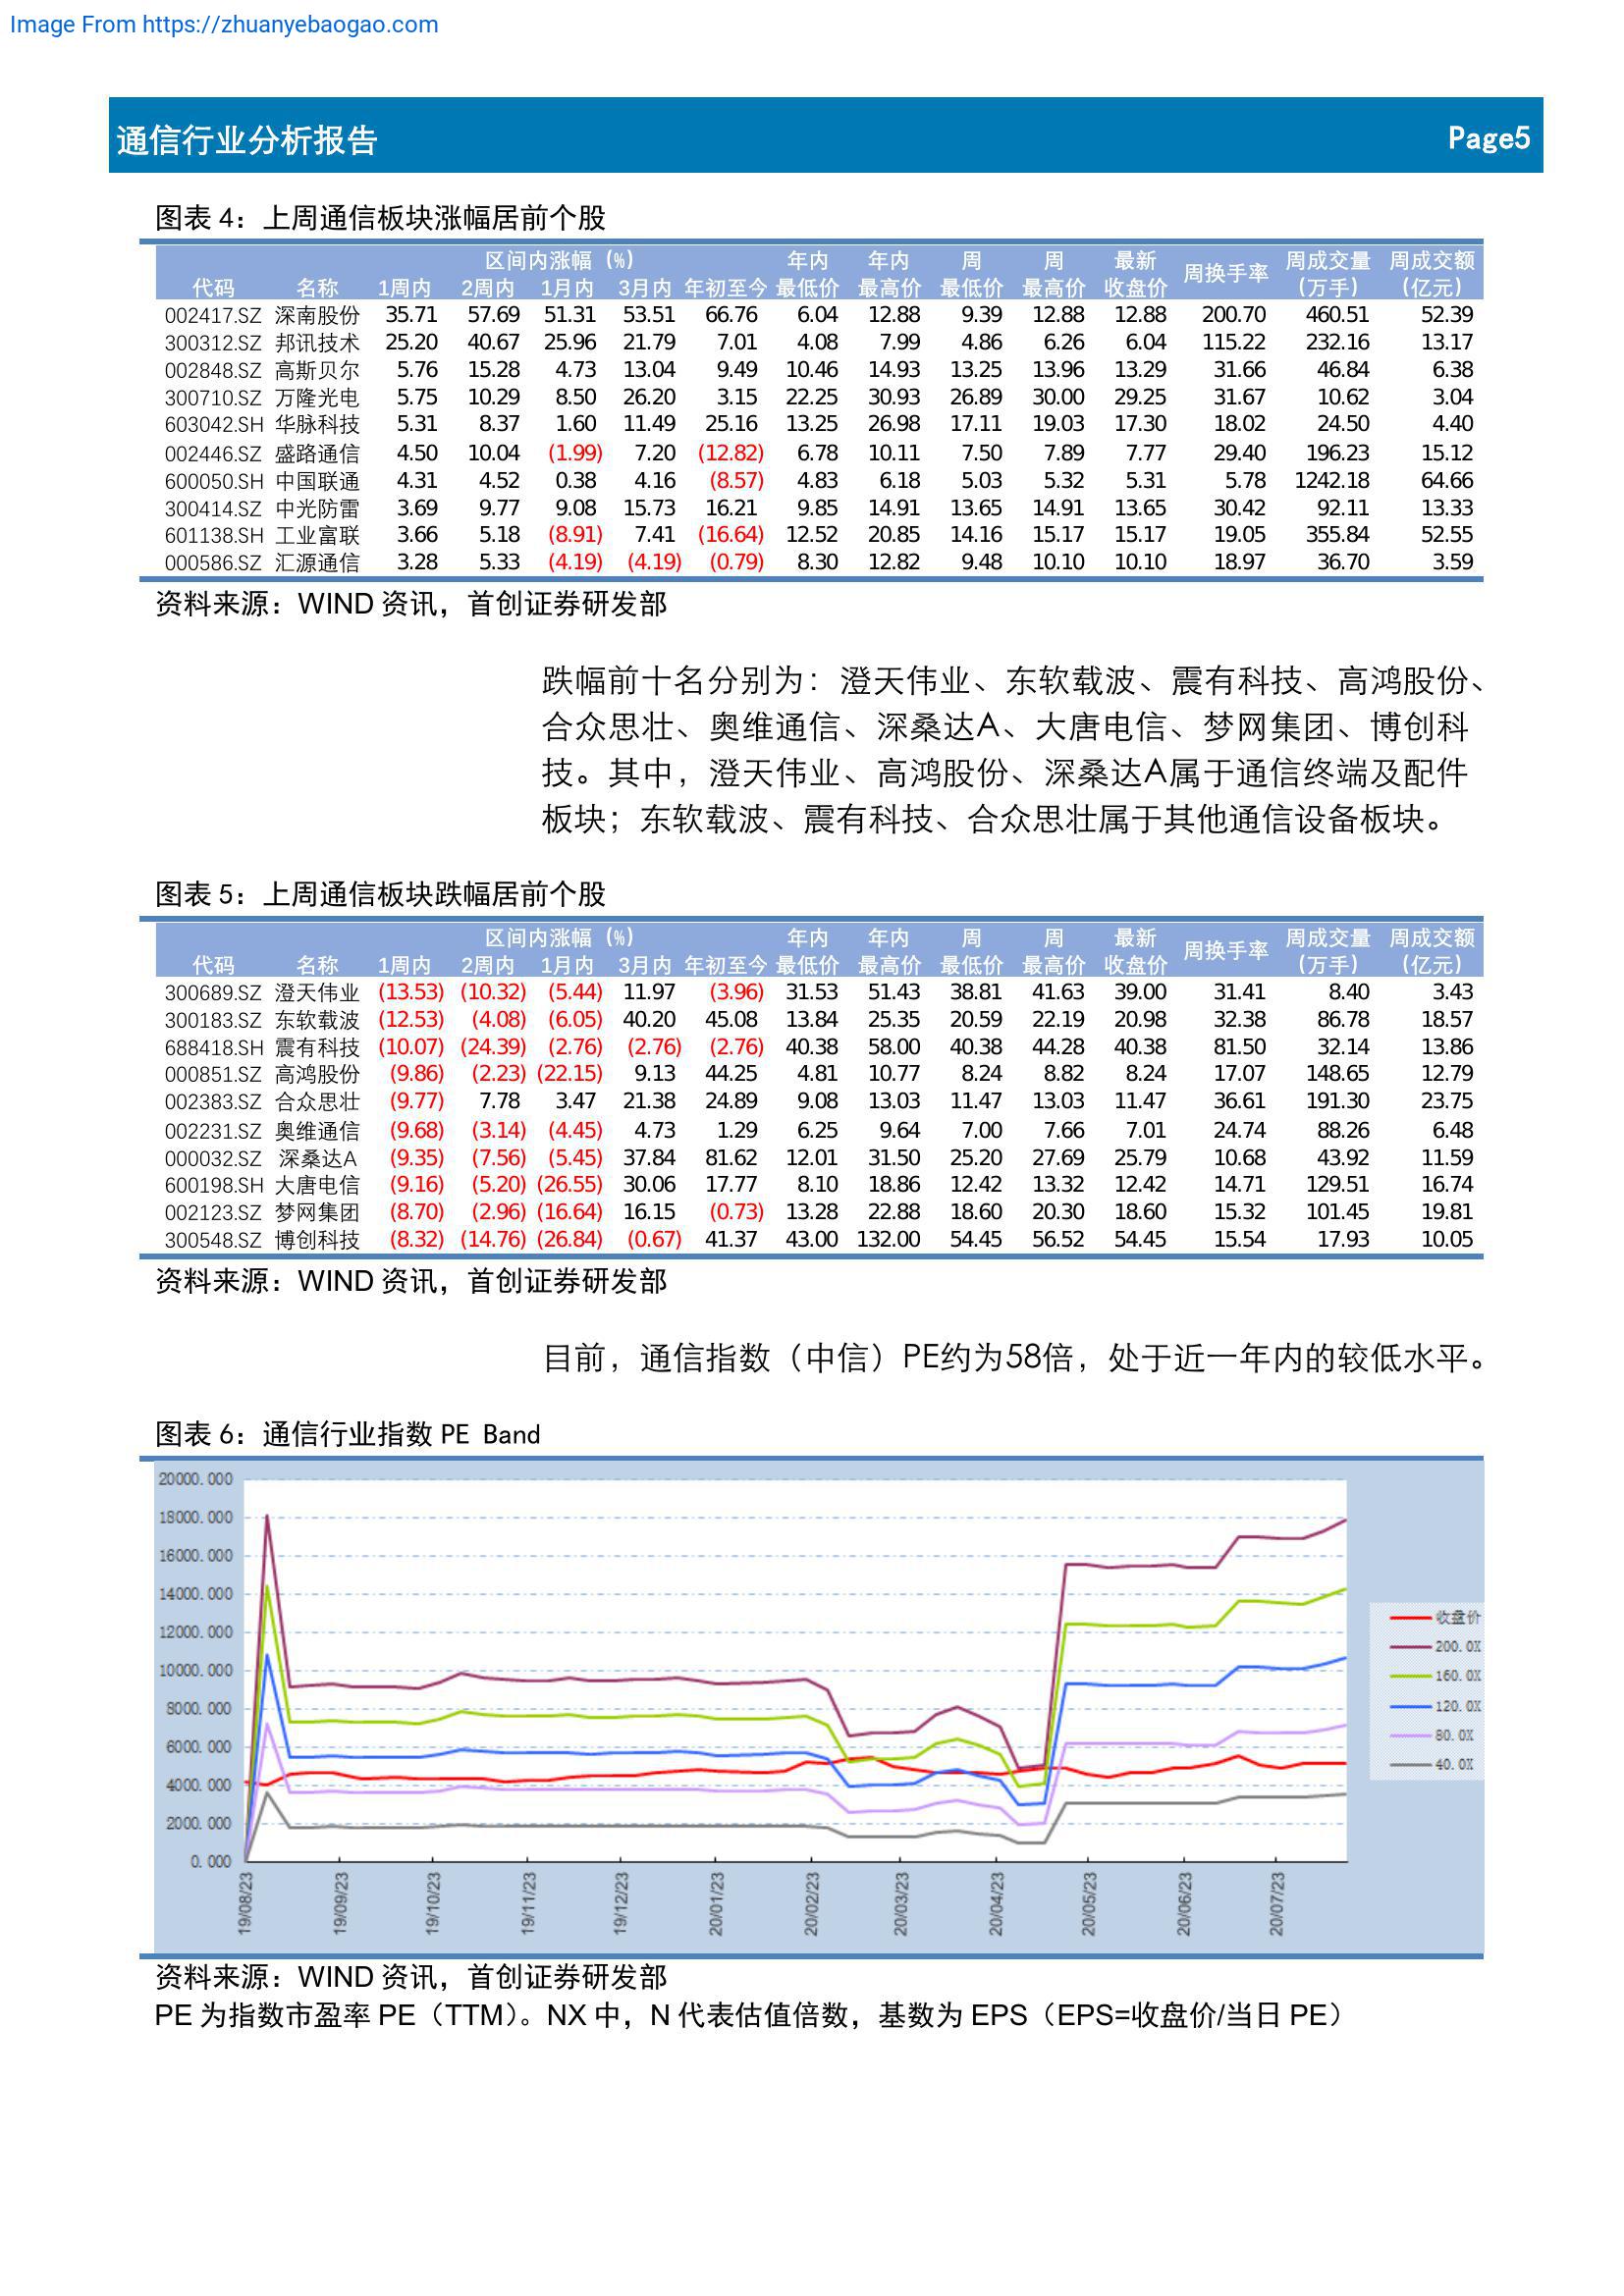 Image From https://zhuanyebaogao.com
通信行业分析报告 Page5
图表 4：上周通信板块涨幅居前个股
区间内涨幅（%） 年内 年内 周 周 最新 周换手率 周成交量 周成交额
代码 名称 1周内 2周内 1月内 3月内 年初至今 最低价 最高价 最低价 最高价 收盘价 （万手） （亿元）
002417.SZ 深南股份 35.71 57.69 51.31 53.51 66.76 6.04 12.88 9.39 12.88 12.88 200.70 460.51 52.39
300312.SZ 邦讯技术 25.20 40.67 25.96 21.79 7.01 4.08 7.99 4.86 6.26 6.04 115.22 232.16 13.17
002848.SZ 高斯贝尔 5.76 15.28 4.73 13.04 9.49 10.46 14.93 13.25 13.96 13.29 31.66 46.84 6.38
300710.SZ 万隆光电 5.75 10.29 8.50 26.20 3.15 22.25 30.93 26.89 30.00 29.25 31.67 10.62 3.04
603042.SH 华脉科技 5.31 8.37 1.60 11.49 25.16 13.25 26.98 17.11 19.03 17.30 18.02 24.50 4.40
002446.SZ 盛路通信 4.50 10.04 (1.99) 7.20 (12.82) 6.78 10.11 7.50 7.89 7.77 29.40 196.23 15.12
600050.SH 中国联通 4.31 4.52 0.38 4.16 (8.57) 4.83 6.18 5.03 5.32 5.31 5.78 1242.18 64.66
300414.SZ 中光防雷 3.69 9.77 9.08 15.73 16.21 9.85 14.91 13.65 14.91 13.65 30.42 92.11 13.33
601138.SH 工业富联 3.66 5.18 (8.91) 7.41 (16.64) 12.52 20.85 14.16 15.17 15.17 19.05 355.84 52.55
000586.SZ 汇源通信 3.28 5.33 (4.19) (4.19) (0.79) 8.30 12.82 9.48 10.10 10.10 18.97 36.70 3.59
资料来源：WIND 资讯，首创证券研发部
跌幅前十名分别为：澄天伟业、东软载波、震有科技、高鸿股份、
合众思壮、奥维通信、深桑达A、大唐电信、梦网集团、博创科
技。其中，澄天伟业、高鸿股份、深桑达A属于通信终端及配件
板块；东软载波、震有科技、合众思壮属于其他通信设备板块。
图表 5：上周通信板块跌幅居前个股
区间内涨幅（%） 年内 年内 周 周 最新 周换手率 周成交量 周成交额
代码 名称 1周内 2周内 1月内 3月内 年初至今 最低价 最高价 最低价 最高价 收盘价 （万手） （亿元）
300689.SZ 澄天伟业 (13.53) (10.32) (5.44) 11.97 (3.96) 31.53 51.43 38.81 41.63 39.00 31.41 8.40 3.43
300183.SZ 东软载波 (12.53) (4.08) (6.05) 40.20 45.08 13.84 25.35 20.59 22.19 20.98 32.38 86.78 18.57
688418.SH 震有科技 (10.07) (24.39) (2.76) (2.76) (2.76) 40.38 58.00 40.38 44.28 40.38 81.50 32.14 13.86
000851.SZ 高鸿股份 (9.86) (2.23) (22.15) 9.13 44.25 4.81 10.77 8.24 8.82 8.24 17.07 148.65 12.79
002383.SZ 合众思壮 (9.77) 7.78 3.47 21.38 24.89 9.08 13.03 11.47 13.03 11.47 36.61 191.30 23.75
002231.SZ 奥维通信 (9.68) (3.14) (4.45) 4.73 1.29 6.25 9.64 7.00 7.66 7.01 24.74 88.26 6.48
000032.SZ 深桑达A (9.35) (7.56) (5.45) 37.84 81.62 12.01 31.50 25.20 27.69 25.79 10.68 43.92 11.59
600198.SH 大唐电信 (9.16) (5.20) (26.55) 30.06 17.77 8.10 18.86 12.42 13.32 12.42 14.71 129.51 16.74
002123.SZ 梦网集团 (8.70) (2.96) (16.64) 16.15 (0.73) 13.28 22.88 18.60 20.30 18.60 15.32 101.45 19.81
300548.SZ 博创科技 (8.32) (14.76) (26.84) (0.67) 41.37 43.00 132.00 54.45 56.52 54.45 15.54 17.93 10.05
资料来源：WIND 资讯，首创证券研发部
目前，通信指数（中信）PE约为58倍，处于近一年内的较低水平。
图表 6：通信行业指数 PE Band
20000.000
18000.000
16000.000
14000.000
12000.000
10000.000
8000.000
6000.000
4000.000
2000.000
0.000
19/08/23 19/09/23 19/10/23 19/11/23 19/12/23 20/01/23 20/02/23 20/03/23 20/04/23 20/05/23 20/06/23 20/07/23
收盘价
200.0X
160.0X
120.0X
80.0X
40.0X
资料来源：WIND 资讯，首创证券研发部
PE 为指数市盈率 PE（TTM）。NX 中，N 代表估值倍数，基数为 EPS（EPS=收盘价/当日 PE）